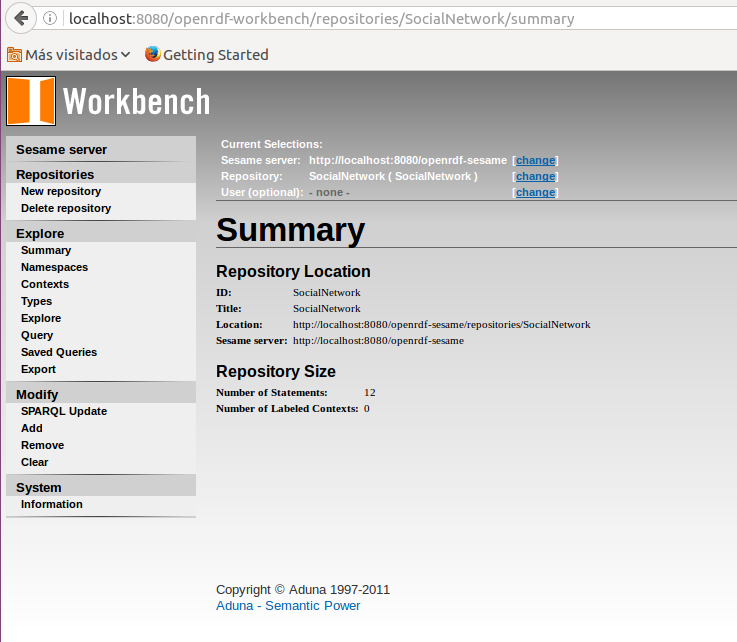 localhost:8080/openrdf-workbench/repositories/SocialNetwork/summary
Más visitados Getting Started
Workbench
Sesame server
Repositories
New repository
Delete repository
Explore
Summary
Namespaces
Contexts
Types
Explore
Query
Saved Queries
Export
Modify
SPARQL Update
Add
Remove
Clear
System
Information
Current Selections:
Sesame server: http://localhost:8080/openrdf-sesame [change]
Repository: SocialNetwork ( SocialNetwork ) [change]
User (optional): - none - [change]
Summary
Repository Location
ID: SocialNetwork
Title: SocialNetwork
Location: http://localhost:8080/openrdf-sesame/repositories/SocialNetwork
Sesame server: http://localhost:8080/openrdf-sesame
Repository Size
Number of Statements: 12
Number of Labeled Contexts: 0
Copyright © Aduna 1997-2011
Aduna - Semantic Power